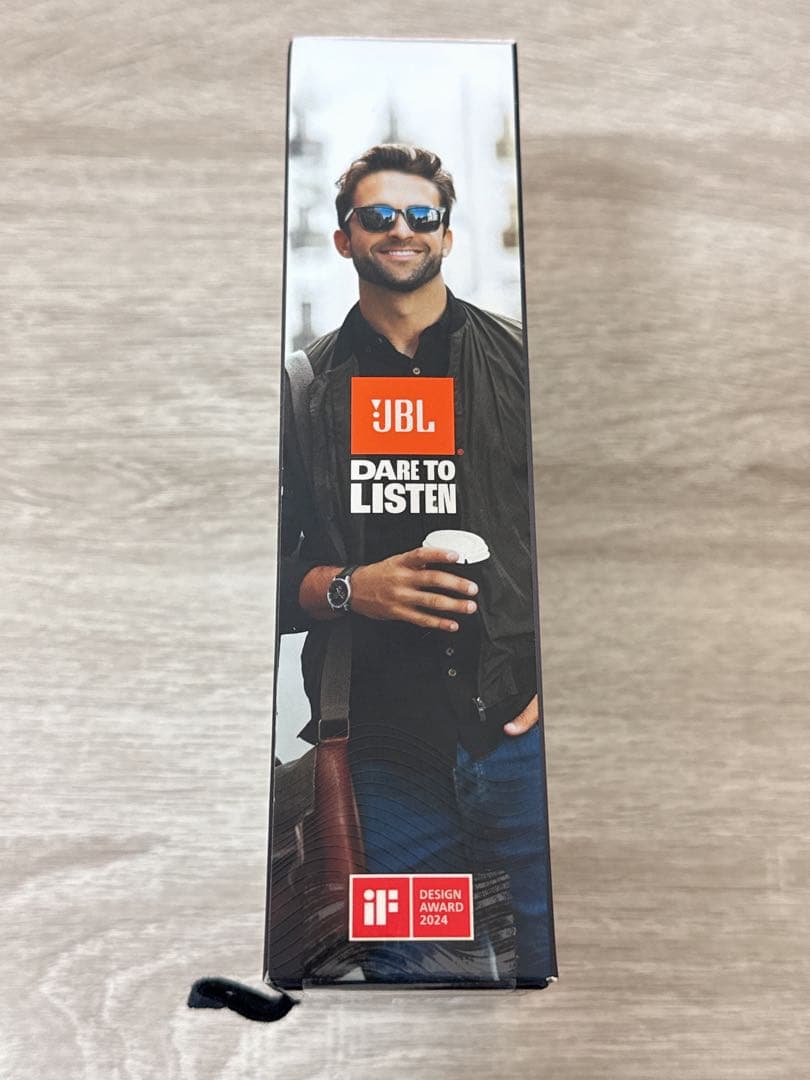 JBL
DARE TO
LISTEN
iF
DESIGN
AWARD
2024